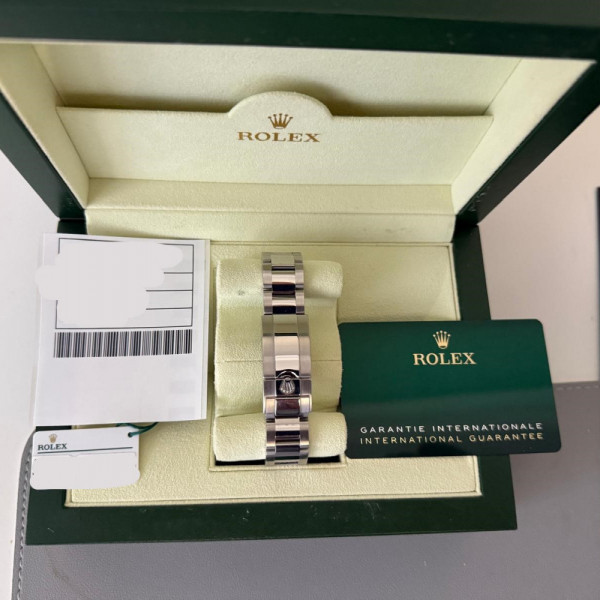 ROLEX
ROLEX
GARANTIE INTERNATIONALE
INTERNATIONAL GUARANTEE
ROLEX